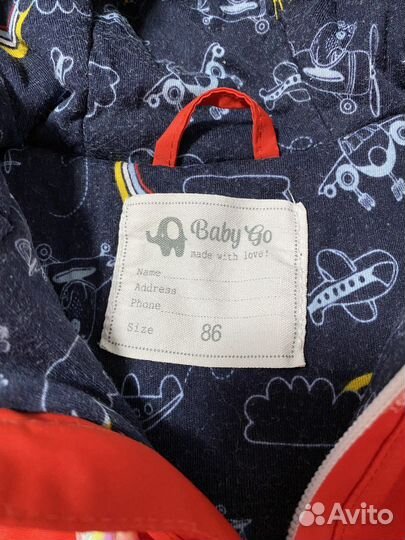 Baby Go
made with love!
Name
Address
Phone
Size 86
Avito